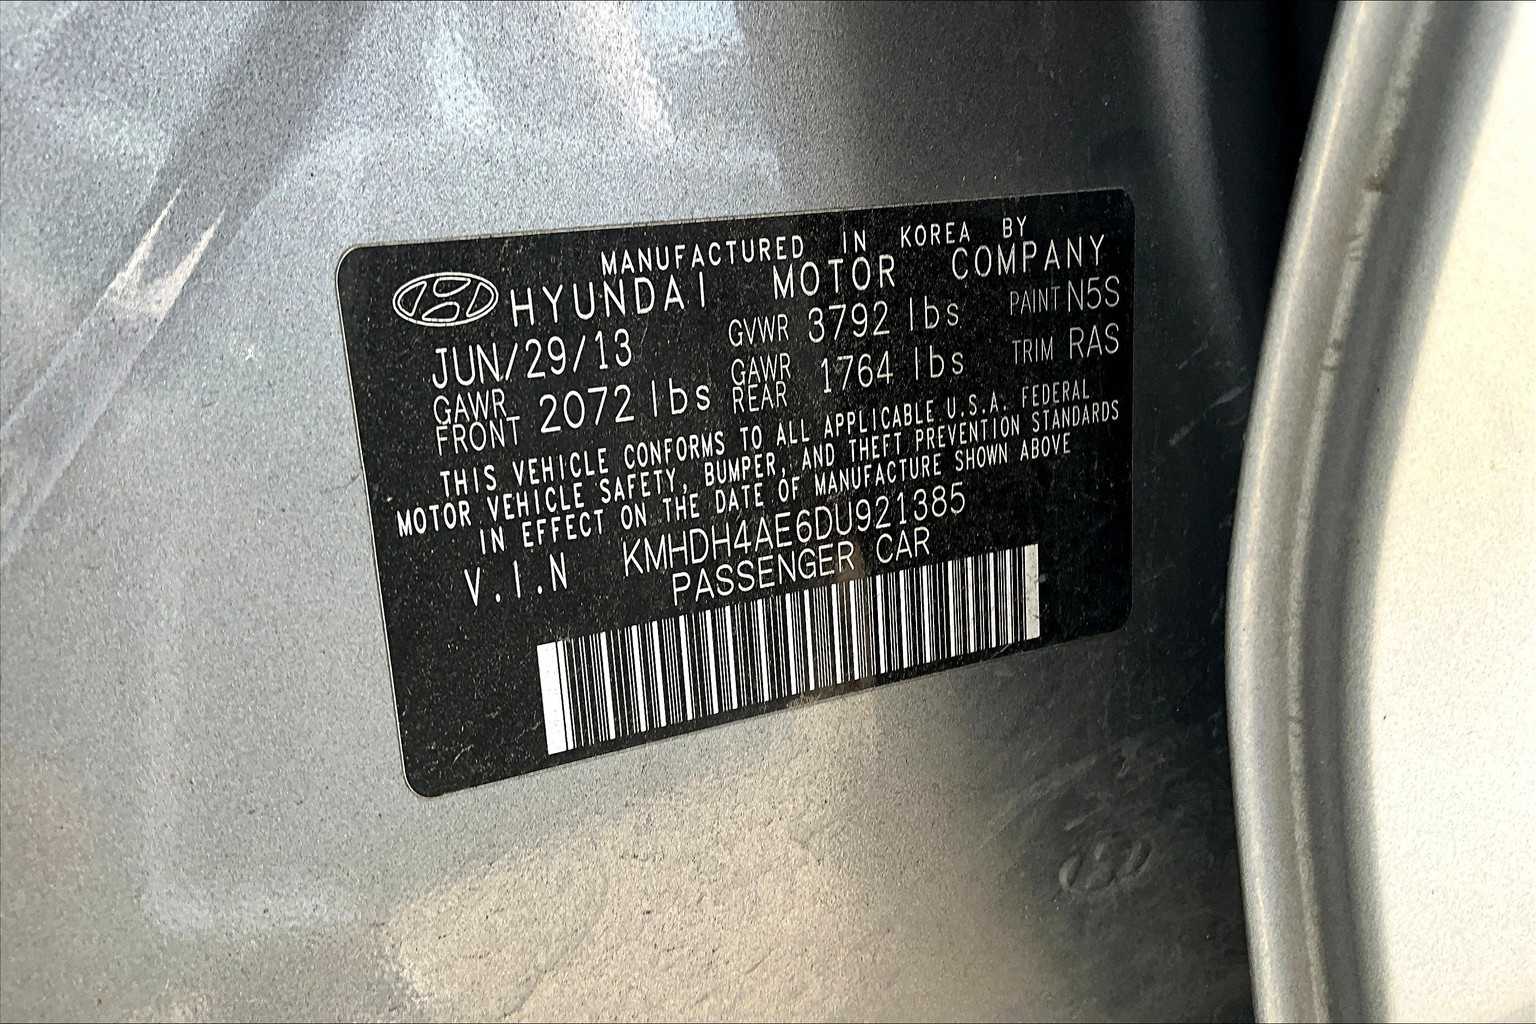 MANUFACTURED IN KOREA BY
HYUNDAI MOTOR COMPANY
JUN/29/13 GVWR 3792 lbs PAINT N5S
GAWR FRONT 2072 lbs GAWR REAR 1764 lbs TRIM RAS
THIS VEHICLE CONFORMS TO ALL APPLICABLE U.S.A. FEDERAL
MOTOR VEHICLE SAFETY, BUMPER, AND THEFT PREVENTION STANDARDS
IN EFFECT ON THE DATE OF MANUFACTURE SHOWN ABOVE
V.I.N KMHDH4AE6DU921385
PASSENGER CAR